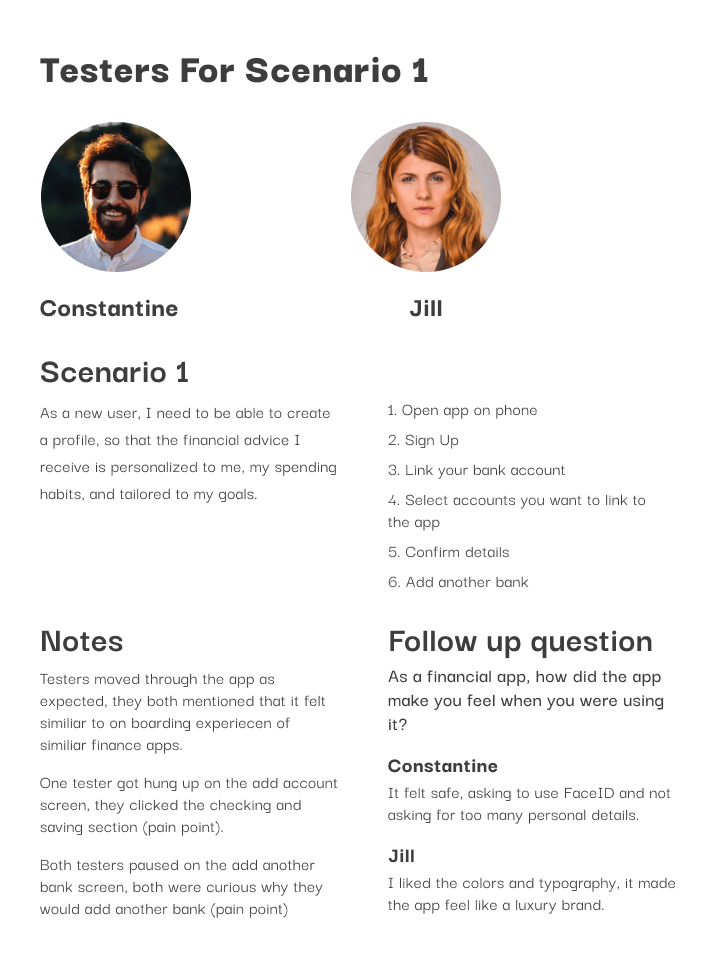 Testers For Scenario 1
Constantine
Jill
Scenario 1
As a new user, I need to be able to create
a profile, so that the financial advice I
receive is personalized to me, my spending
habits, and tailored to my goals.
1. Open app on phone
2. Sign Up
3. Link your bank account
4. Select accounts you want to link to
the app
5. Confirm details
6. Add another bank
Notes
Testers moved through the app as
expected, they both mentioned that it felt
similiar to on boarding experiecen of
similiar finance apps.
One tester got hung up on the add account
screen, they clicked the checking and
saving section (pain point).
Both testers paused on the add another
bank screen, both were curious why they
would add another bank (pain point)
Follow up question
As a financial app, how did the app
make you feel when you were using
it?
Constantine
It felt safe, asking to use FaceID and not
asking for too many personal details.
Jill
I liked the colors and typography, it made
the app feel like a luxury brand.